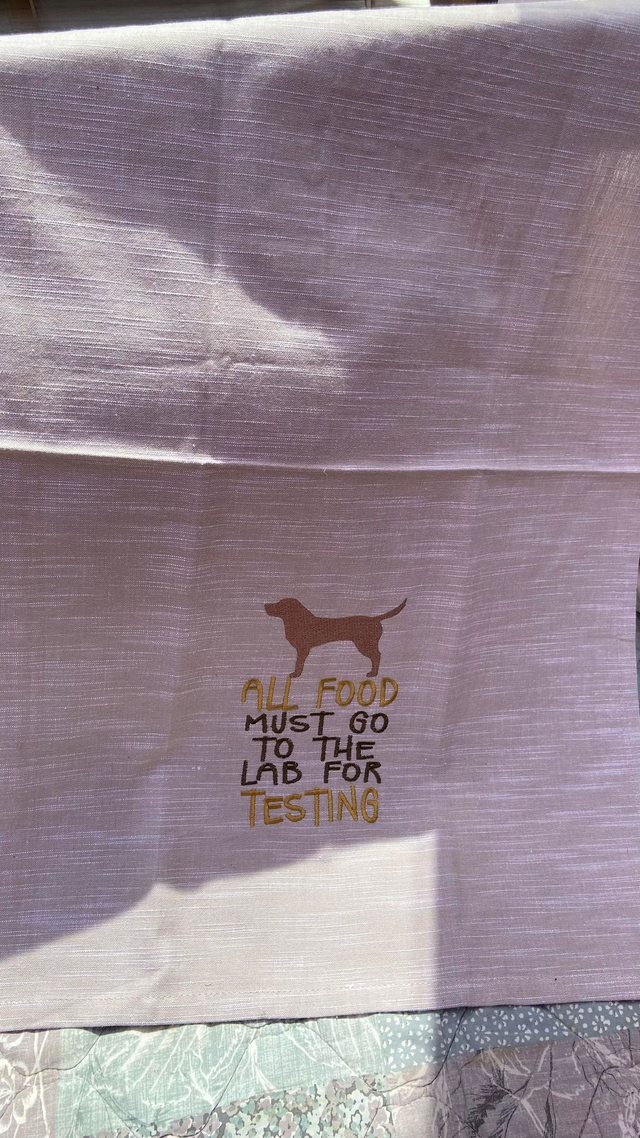 ALL FOOD
MUST GO
TO THE
LAB FOR
TESTING